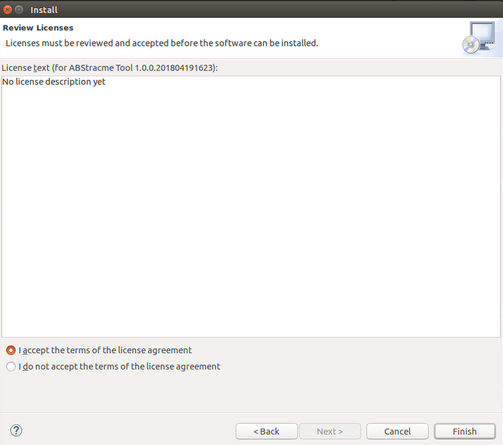 Install
Review Licenses
Licenses must be reviewed and accepted before the software can be installed.
License text (for ABStracme Tool 1.0.0.201804191623):
No license description yet
I accept the terms of the license agreement
I do not accept the terms of the license agreement
?
< Back
Next >
Cancel
Finish